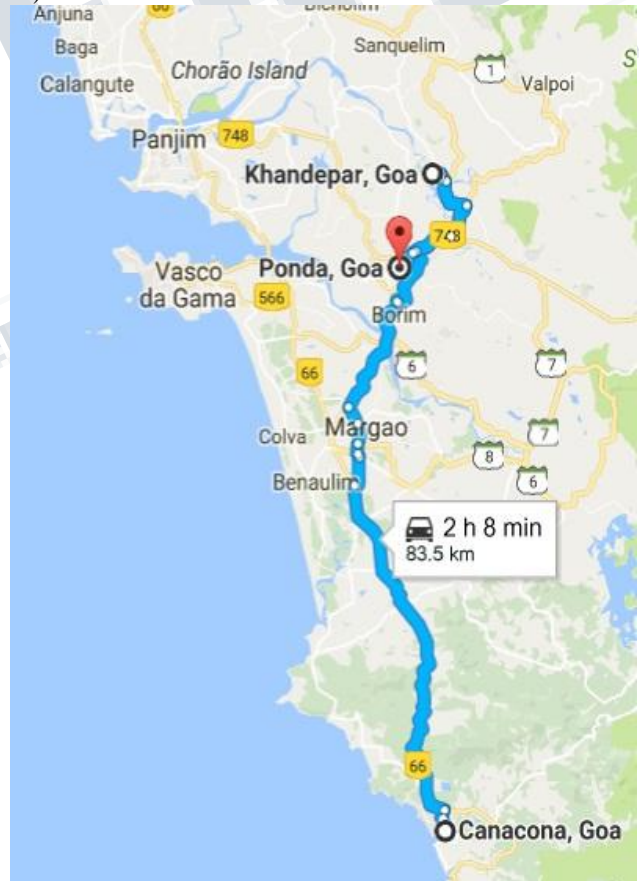 Anjuna
66
Bicholim
Baga
Sanquelim
Calangute
Chorão Island
1
Valpoi
S
Panjim
748
Khandepar, Goa
748
Ponda, Goa
Vasco
da Gama
566
Borim
66
6
7
Colva
Margao
7
8
Benaulim
6
2 h 8 min
83.5 km
66
Canacona, Goa